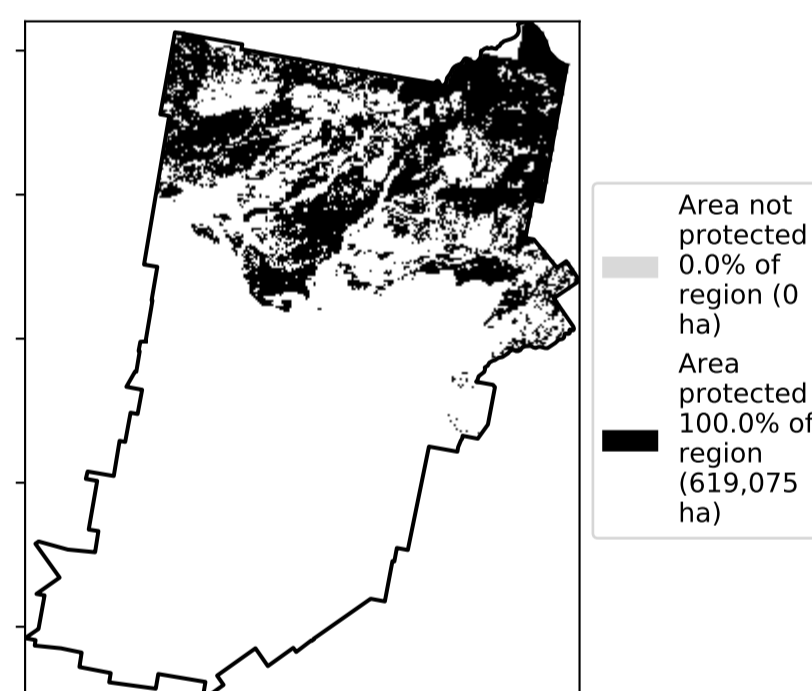 Area not
protected
0.0% of
region (0
ha)
Area
protected
100.0% of
region
(619,075
ha)